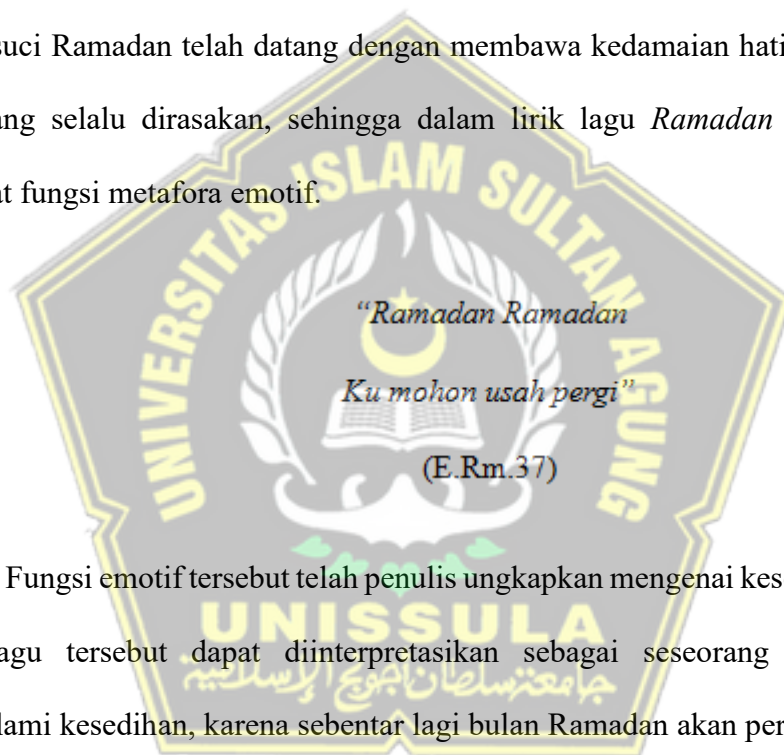 suci Ramadan telah datang dengan membawa kedamaian hati
ang selalu dirasakan, sehingga dalam lirik lagu Ramadan
at fungsi metafora emotif.
UNIVERSITAS ISLAM SULTAN AGUNG
“Ramadan Ramadan
Ku mohon usah pergi”
(E.Rm.37)
Fungsi emotif tersebut telah penulis ungkapkan mengenai kes
UNISSULA
agu tersebut dapat diinterpretasikan sebagai seseorang
جامعة سلطان أجونج الإسلامية
lami kesedihan, karena sebentar lagi bulan Ramadan akan per